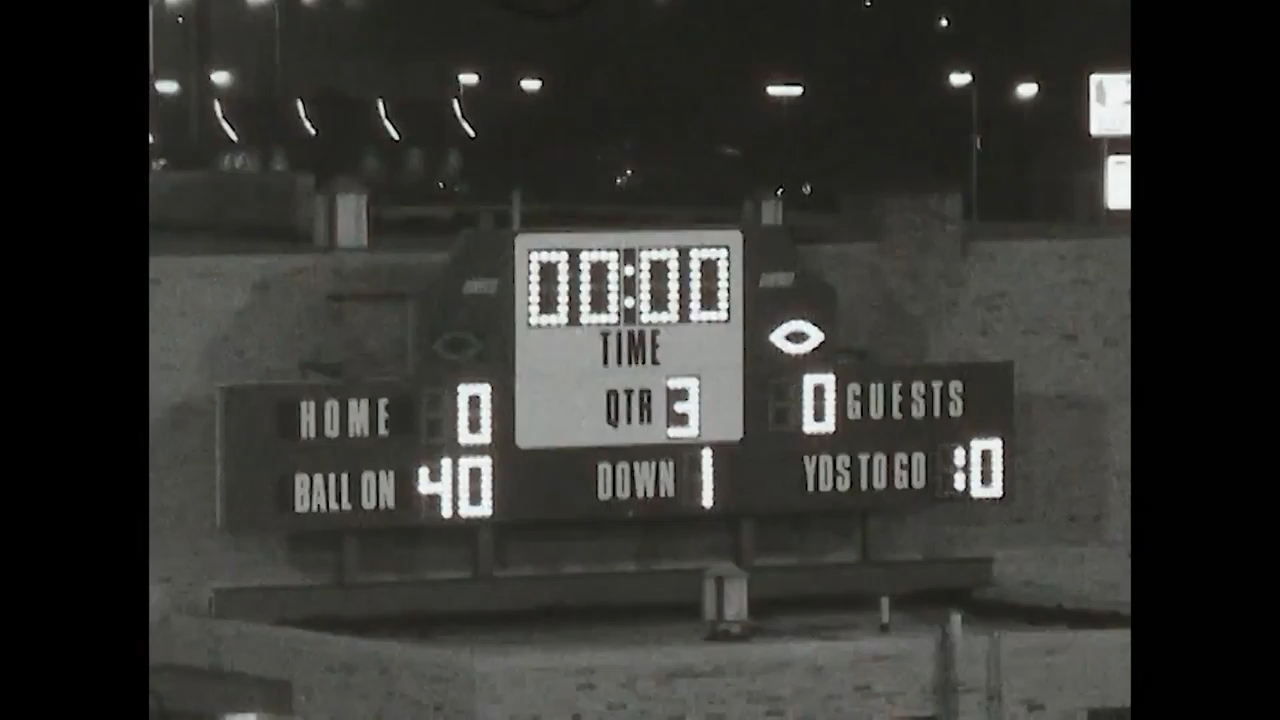 00:00
TIME
QTR 3
HOME 0
0 GUESTS
BALL ON 40
DOWN 1
YDS TO GO 10